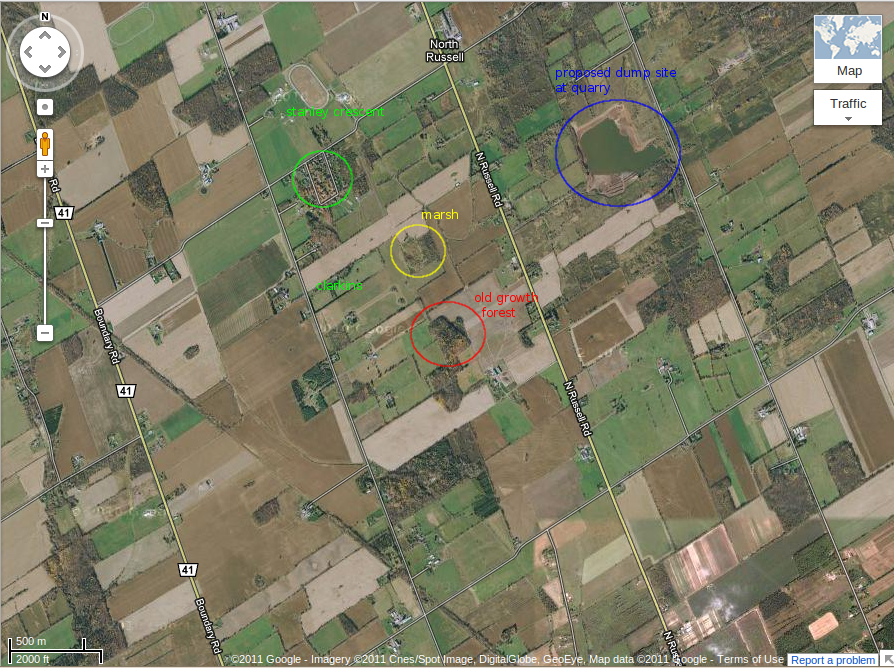 N
North
Russell
Map
Traffic
proposed dump site
at quarry
stanley crescent
N Russell Rd
Rd
41
marsh
old growth
forest
Boundary Rd
41
N Russell Rd
41
Boundary Rd
N Ru
500 m
2000 ft
©2011 Google - Imagery ©2011 Cnes/Spot Image, DigitalGlobe, GeoEye, Map data ©2011 Google - Terms of Use
Report a problem